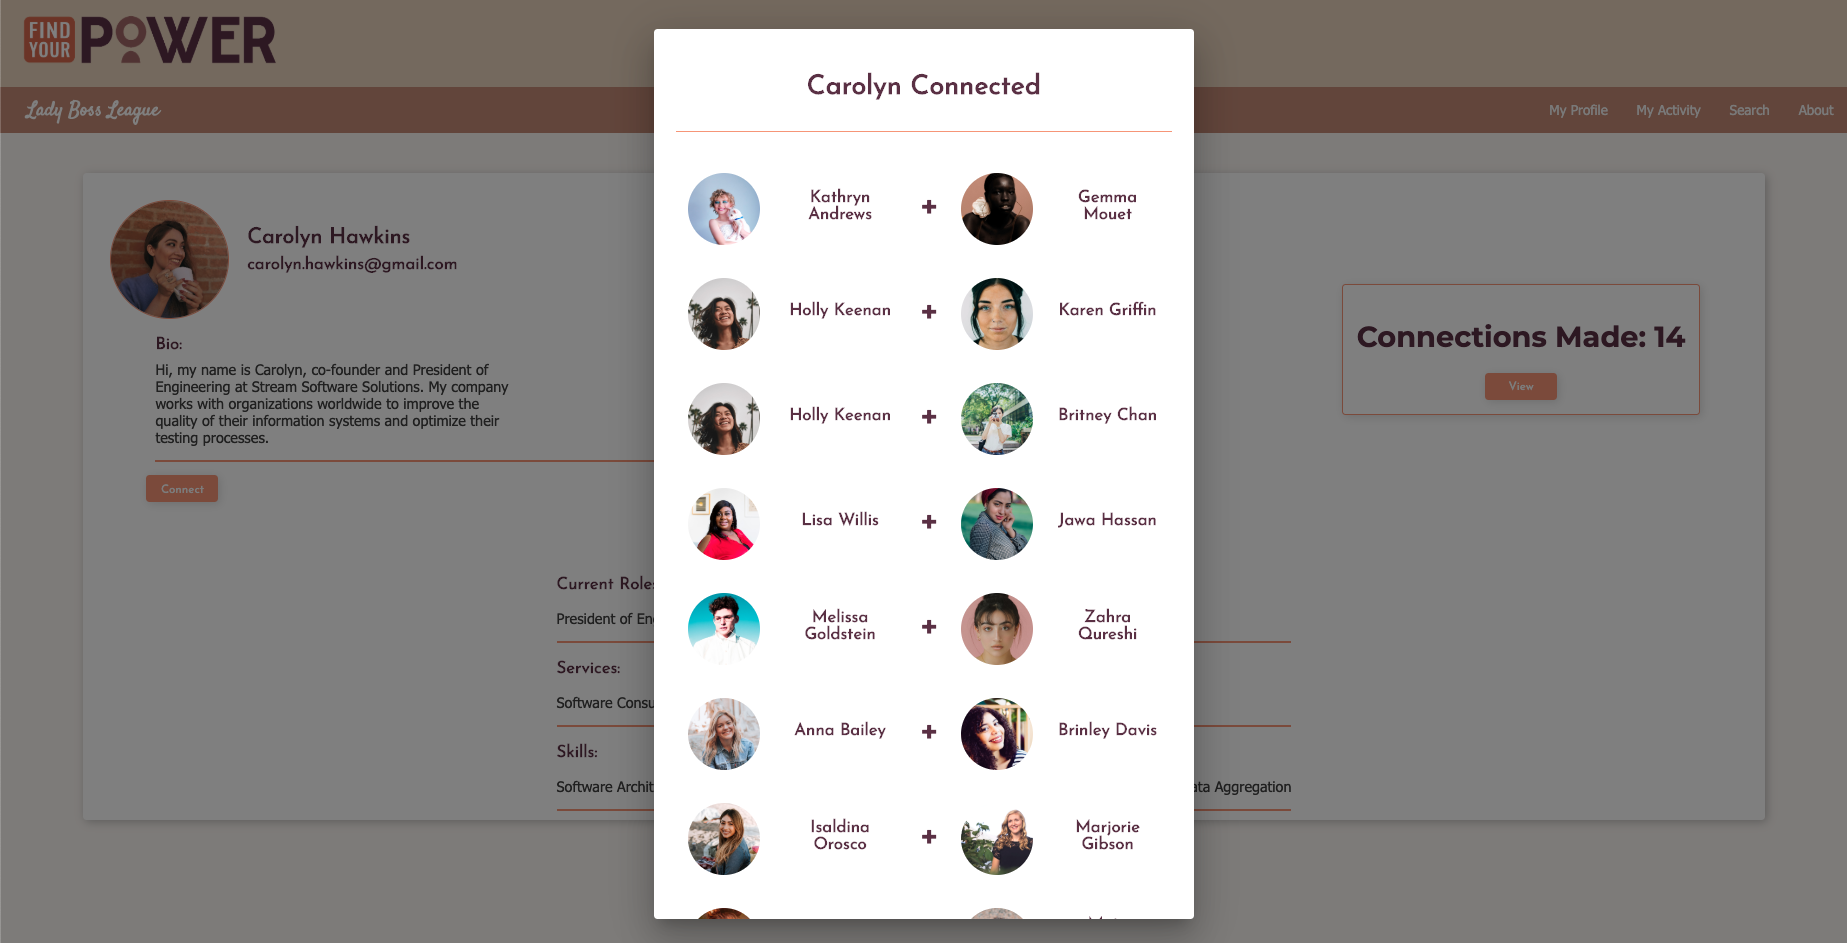 FIND
YOUR
POWER
Lady Boss League
My Profile My Activity Search About
Carolyn Hawkins
carolyn.hawkins@gmail.com
Bio:
Hi, my name is Carolyn, co-founder and President of
Engineering at Stream Software Solutions. My company
works with organizations worldwide to improve the
quality of their information systems and optimize their
testing processes.
Connect
Current Roles
President of En
Services:
Software Consu
Skills:
Software Archit
ata Aggregation
Connections Made: 14
View
Carolyn Connected
Kathryn
Andrews
+
Gemma
Mouet
Holly Keenan + Karen Griffin
Holly Keenan + Britney Chan
Lisa Willis + Jawa Hassan
Melissa
Goldstein
+
Zahra
Qureshi
Anna Bailey + Brinley Davis
Isaldina
Orosco
+
Marjorie
Gibson